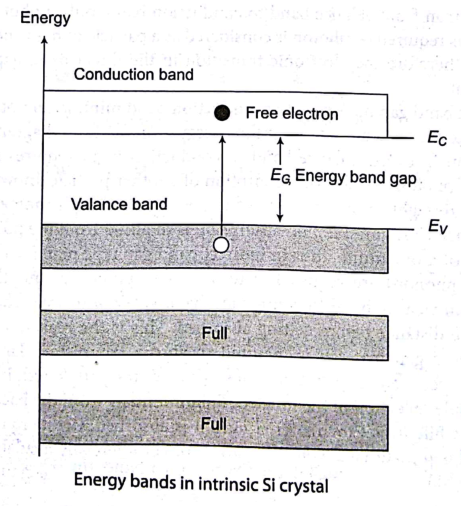 Energy
Conduction band
Free electron
E_C
E_G, Energy band gap
Valance band
E_V
Full
Full
Energy bands in intrinsic Si crystal